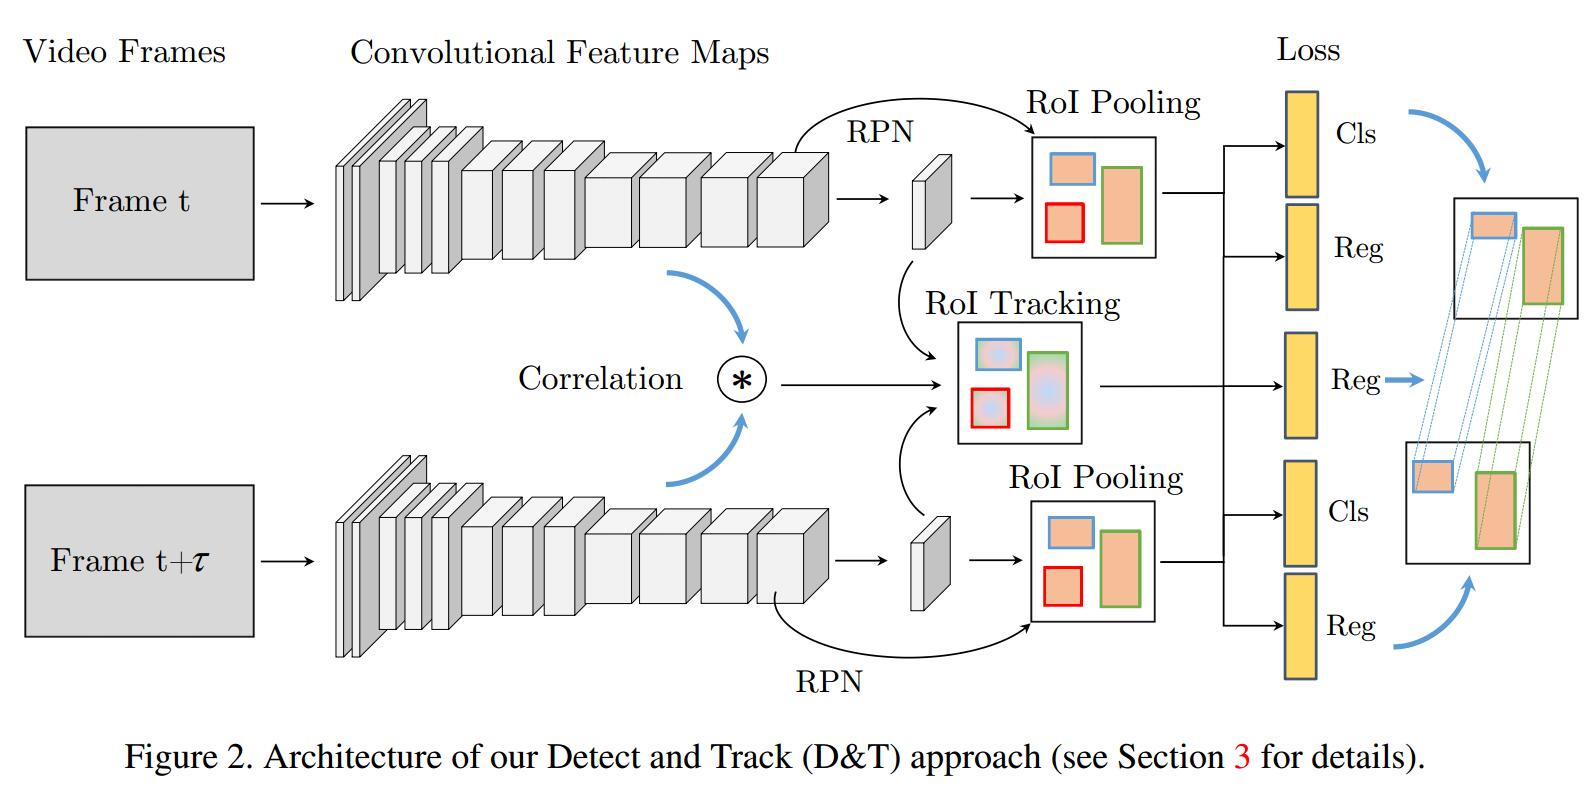 Video Frames
Convolutional Feature Maps
Loss
RoI Pooling
RPN
Cls
Frame t
Reg
RoI Tracking
Correlation
*
Reg
RoI Pooling
Cls
Frame t+τ
Reg
RPN
Figure 2. Architecture of our Detect and Track (D&T) approach (see Section 3 for details).